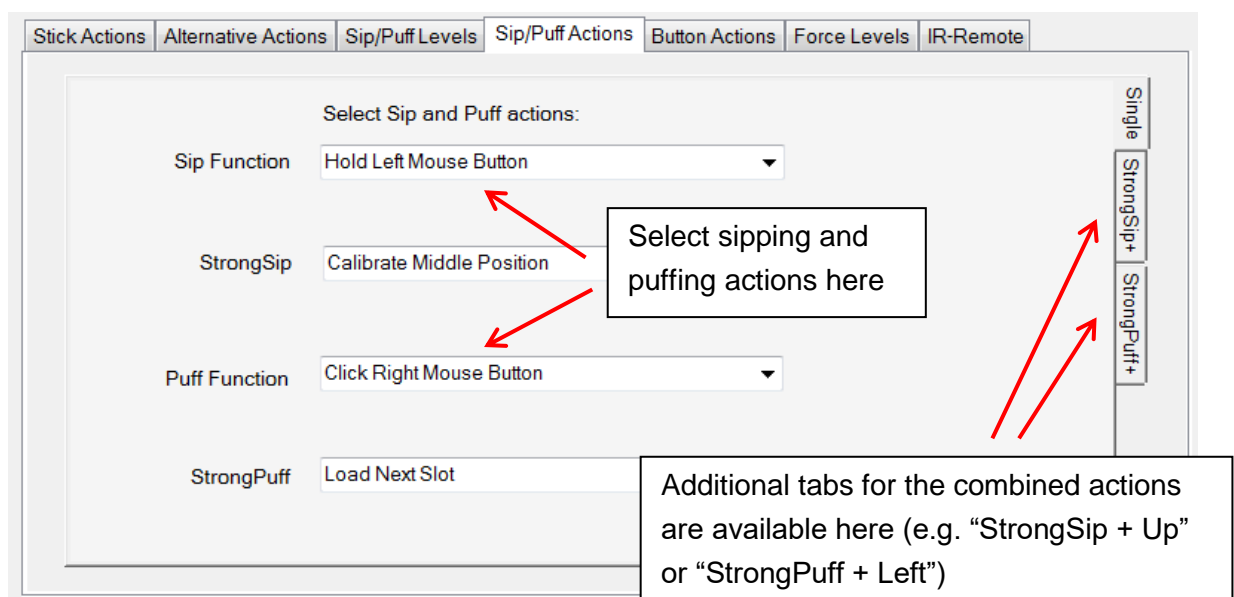 Stick Actions Alternative Actions Sip/Puff Levels Sip/Puff Actions Button Actions Force Levels IR-Remote
Select Sip and Puff actions:
Single
Sip Function Hold Left Mouse Button
StrongSip+
Select sipping and
puffing actions here
StrongSip Calibrate Middle Position
StrongPuff+
Puff Function Click Right Mouse Button
StrongPuff Load Next Slot
Additional tabs for the combined actions
are available here (e.g. “StrongSip + Up”
or “StrongPuff + Left”)